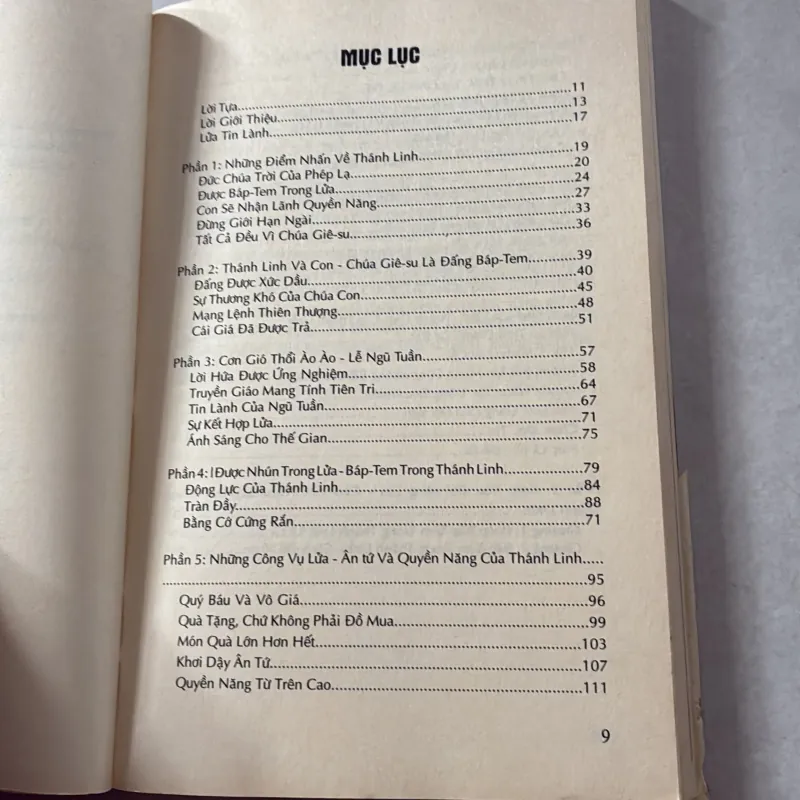 MỤC LỤC
Lời Tựa...............11
Lời Giới Thiệu...............13
Lửa Tin Lành...............17
Phần 1: Những Điểm Nhấn Về Thánh Linh...............19
Đức Chúa Trời Của Phép Lạ...............20
Được Báp-Tem Trong Lửa...............24
Con Sẽ Nhận Lãnh Quyền Năng...............27
Đừng Giới Hạn Ngài...............33
Tất Cả Đều Vì Chúa Giê-su...............36
Phần 2: Thánh Linh Và Con - Chúa Giê-su Là Đấng Báp-Tem...............39
Đấng Được Xức Dầu...............40
Sự Thương Khó Của Chúa Con...............45
Mạng Lệnh Thiên Thượng...............48
Cái Giá Đã Được Trả...............51
Phần 3: Cơn Gió Thổi Ào Ào - Lễ Ngũ Tuần...............57
Lời Hứa Được Ứng Nghiệm...............58
Truyền Giáo Mang Tính Tiên Tri...............64
Tin Lành Của Ngũ Tuần...............67
Sự Kết Hợp Lửa...............71
Ánh Sáng Cho Thế Gian...............75
Phần 4: lĐược Nhún Trong Lửa - Báp-Tem Trong Thánh Linh...............79
Động Lực Của Thánh Linh...............84
Tràn Đầy...............88
Bằng Cớ Cứng Rắn...............71
Phần 5: Những Công Vụ Lửa - Ân tứ Và Quyền Năng Của Thánh Linh.....
...............95
Quý Báu Và Vô Giá...............96
Quà Tặng, Chứ Không Phải Đồ Mua...............99
Món Quà Lớn Hơn Hết...............103
Khơi Dậy Ân Tứ...............107
Quyền Năng Từ Trên Cao...............111
9